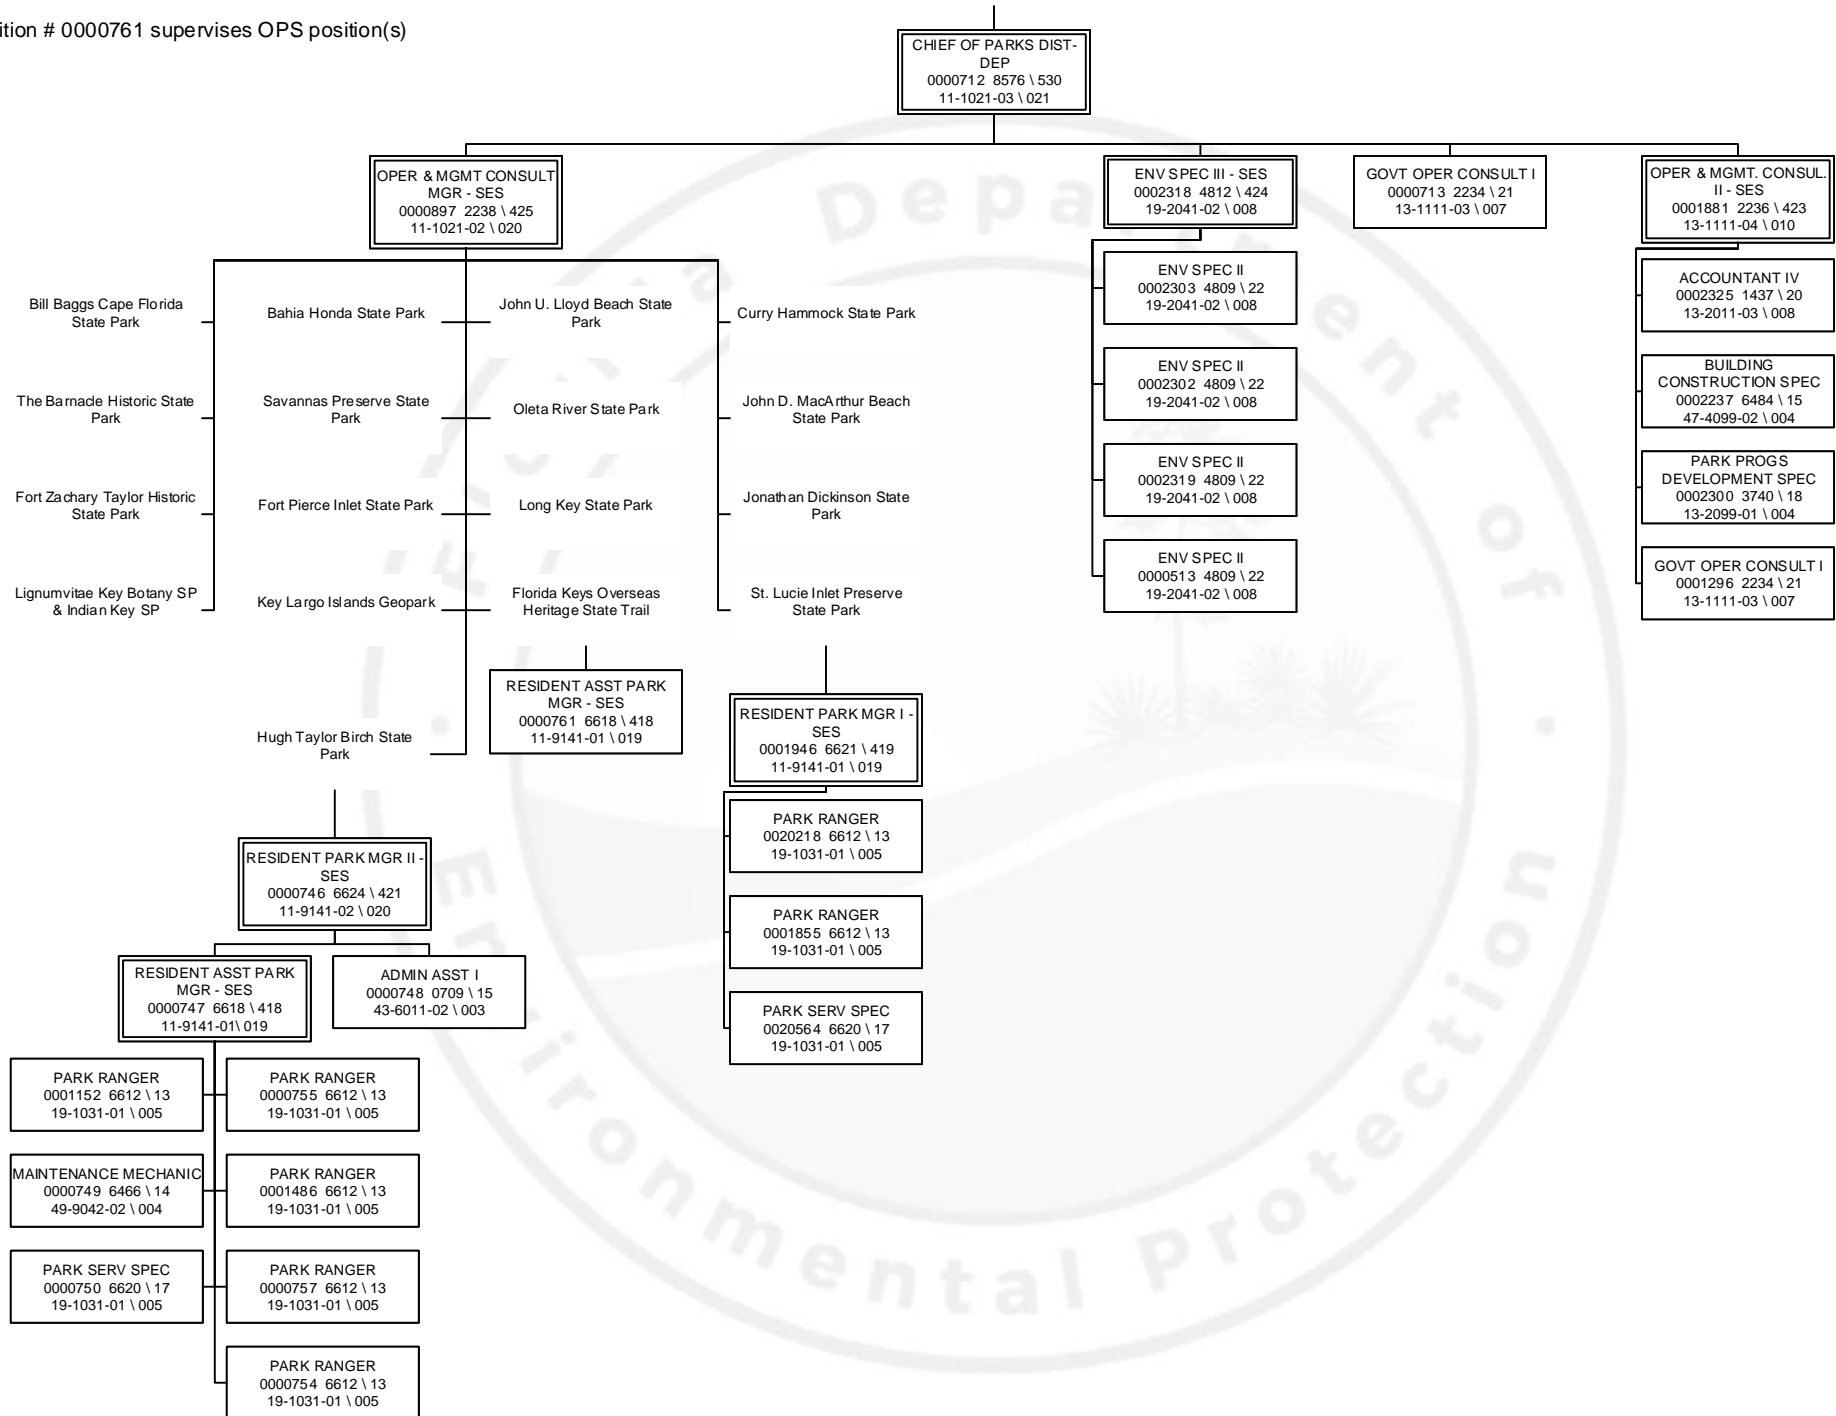 ition # 0000761 supervises OPS position(s)
CHIEF OF PARKS DIST-
DEP
0000712 8576 \ 530
11-1021-03 \ 021
OPER & MGMT CONSULT
MGR - SES
0000897 2238 \ 425
11-1021-02 \ 020
ENV SPEC III - SES
0002318 4812 \ 424
19-2041-02 \ 008
GOVT OPER CONSULT I
0000713 2234 \ 21
13-1111-03 \ 007
OPER & MGMT. CONSUL.
II - SES
0001881 2236 \ 423
13-1111-04 \ 010
Bill Baggs Cape Florida
State Park
Bahia Honda State Park
John U. Lloyd Beach State
Park
Curry Hammock State Park
The Barnacle Historic State
Park
Savannas Preserve State
Park
Oleta River State Park
John D. MacArthur Beach
State Park
Fort Zachary Taylor Historic
State Park
Fort Pierce Inlet State Park
Long Key State Park
Jonathan Dickinson State
Park
Lignumvitae Key Botany SP
& Indian Key SP
Key Largo Islands Geopark
Florida Keys Overseas
Heritage State Trail
St. Lucie Inlet Preserve
State Park
Hugh Taylor Birch State
Park
ENV SPEC II
0002303 4809 \ 22
19-2041-02 \ 008
ENV SPEC II
0002302 4809 \ 22
19-2041-02 \ 008
ENV SPEC II
0002319 4809 \ 22
19-2041-02 \ 008
ENV SPEC II
0000513 4809 \ 22
19-2041-02 \ 008
ACCOUNTANT IV
0002325 1437 \ 20
13-2011-03 \ 008
BUILDING
CONSTRUCTION SPEC
0002237 6484 \ 15
47-4099-02 \ 004
PARK PROGS
DEVELOPMENT SPEC
0002300 3740 \ 18
13-2099-01 \ 004
GOVT OPER CONSULT I
0001296 2234 \ 21
13-1111-03 \ 007
RESIDENT ASST PARK
MGR - SES
0000761 6618 \ 418
11-9141-01 \ 019
RESIDENT PARK MGR I -
SES
0001946 6621 \ 419
11-9141-01 \ 019
PARK RANGER
0020218 6612 \ 13
19-1031-01 \ 005
PARK RANGER
0001855 6612 \ 13
19-1031-01 \ 005
PARK SERV SPEC
0020564 6620 \ 17
19-1031-01 \ 005
RESIDENT PARK MGR II -
SES
0000746 6624 \ 421
11-9141-02 \ 020
RESIDENT ASST PARK
MGR - SES
0000747 6618 \ 418
11-9141-01\ 019
ADMIN ASST I
0000748 0709 \ 15
43-6011-02 \ 003
PARK RANGER
0001152 6612 \ 13
19-1031-01 \ 005
PARK RANGER
0000755 6612 \ 13
19-1031-01 \ 005
MAINTENANCE MECHANIC
0000749 6466 \ 14
49-9042-02 \ 004
PARK RANGER
0001486 6612 \ 13
19-1031-01 \ 005
PARK SERV SPEC
0000750 6620 \ 17
19-1031-01 \ 005
PARK RANGER
0000757 6612 \ 13
19-1031-01 \ 005
PARK RANGER
0000754 6612 \ 13
19-1031-01 \ 005
Department of
Environmental Protection